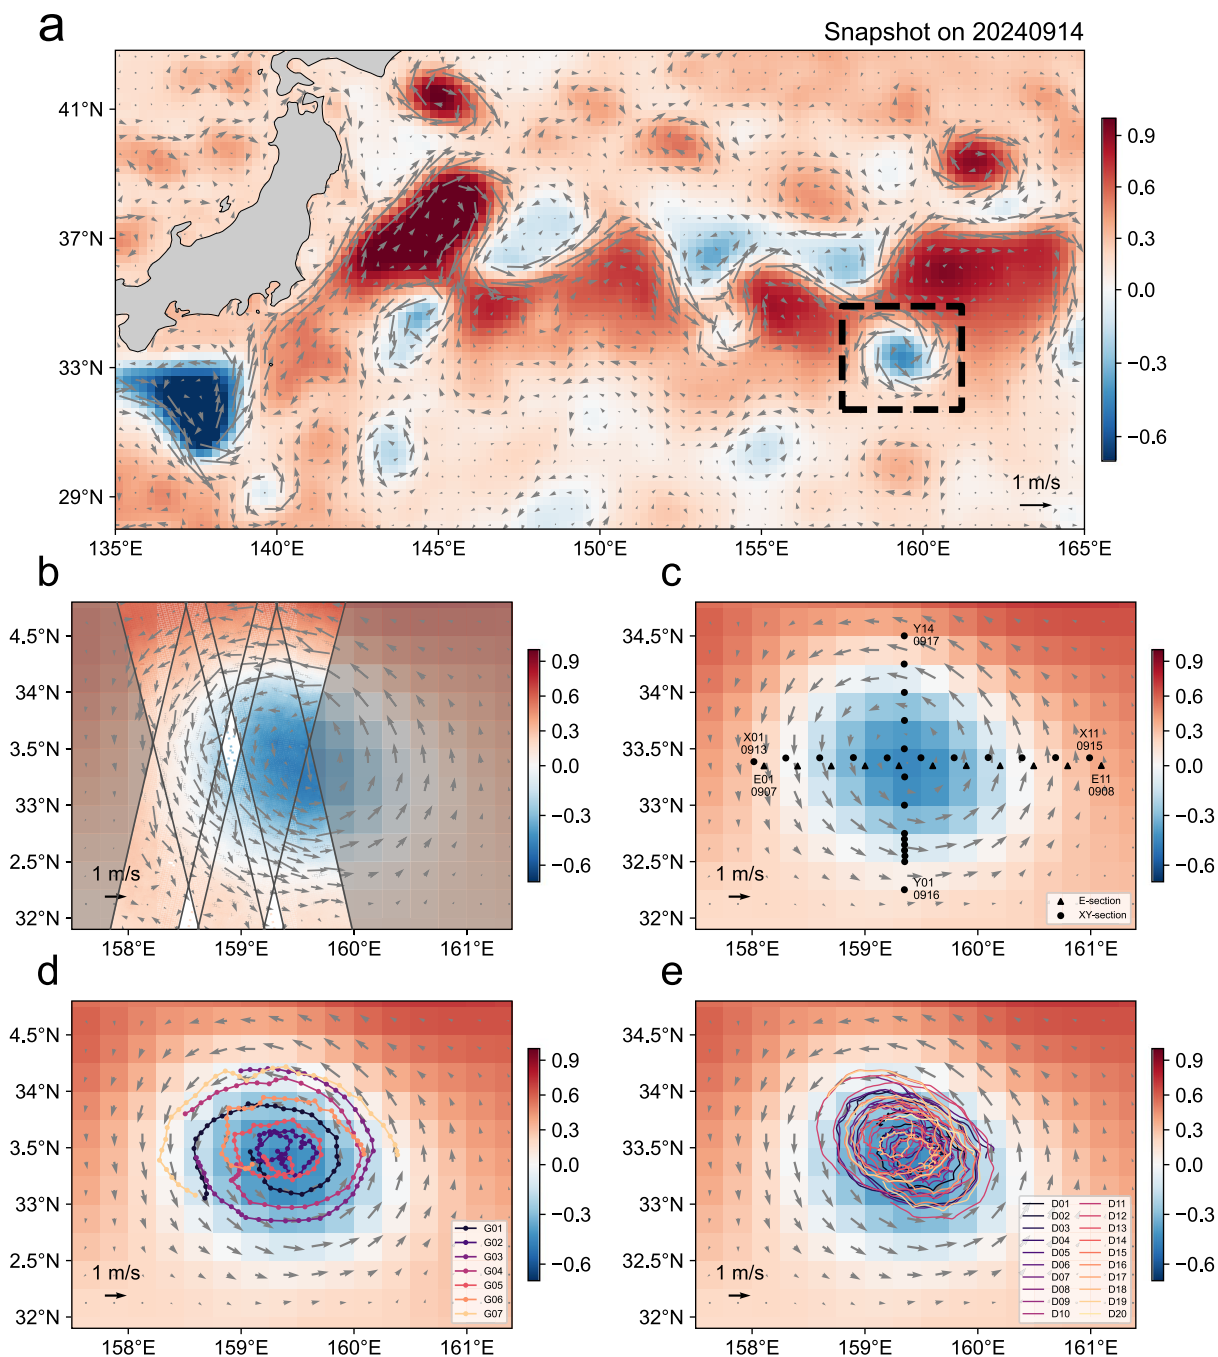 a
Snapshot on 20240914
41°N
37°N
33°N
29°N
135°E
140°E
145°E
150°E
155°E
160°E
165°E
1 m/s
0.9
0.6
0.3
0.0
−0.3
−0.6
b
4.5°N
34°N
3.5°N
33°N
2.5°N
32°N
158°E
159°E
160°E
161°E
1 m/s
0.9
0.6
0.3
0.0
−0.3
−0.6
c
34.5°N
34°N
33.5°N
33°N
32.5°N
32°N
158°E
159°E
160°E
161°E
Y14
0917
X01
0913
E01
0907
X11
0915
E11
0908
Y01
0916
1 m/s
E-section
XY-section
0.9
0.6
0.3
0.0
−0.3
−0.6
d
4.5°N
34°N
3.5°N
33°N
2.5°N
32°N
158°E
159°E
160°E
161°E
1 m/s
G01
G02
G03
G04
G05
G06
G07
0.9
0.6
0.3
0.0
−0.3
−0.6
e
34.5°N
34°N
33.5°N
33°N
32.5°N
32°N
158°E
159°E
160°E
161°E
1 m/s
D01 D11
D02 D12
D03 D13
D04 D14
D05 D15
D06 D16
D07 D17
D08 D18
D09 D19
D10 D20
0.9
0.6
0.3
0.0
−0.3
−0.6